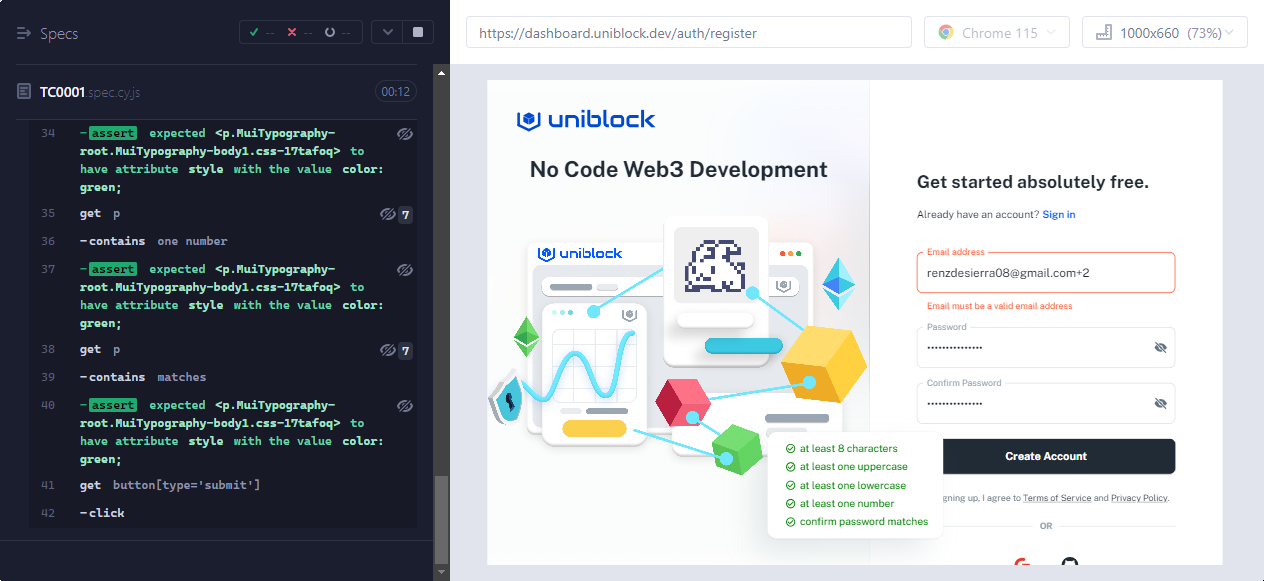 Specs
-- -- --
TC0001.spec.cy.js
00:12
34 -assert expected <p.MuiTypography-
root.MuiTypography-body1.css-17tafoq> to
have attribute style with the value color:
green;
35 get p 7
36 -contains one number
37 -assert expected <p.MuiTypography-
root.MuiTypography-body1.css-17tafoq> to
have attribute style with the value color:
green;
38 get p 7
39 -contains matches
40 -assert expected <p.MuiTypography-
root.MuiTypography-body1.css-17tafoq> to
have attribute style with the value color:
green;
41 get button[type='submit']
42 -click
https://dashboard.uniblock.dev/auth/register
Chrome 115
1000x660 (73%)
uniblock
No Code Web3 Development
uniblock
at least 8 characters
at least one uppercase
at least one lowercase
at least one number
confirm password matches
Get started absolutely free.
Already have an account? Sign in
Email address
renzdesierra08@gmail.com+2
Email must be a valid email address
Password
Confirm Password
Create Account
gning up, I agree to Terms of Service and Privacy Policy.
OR